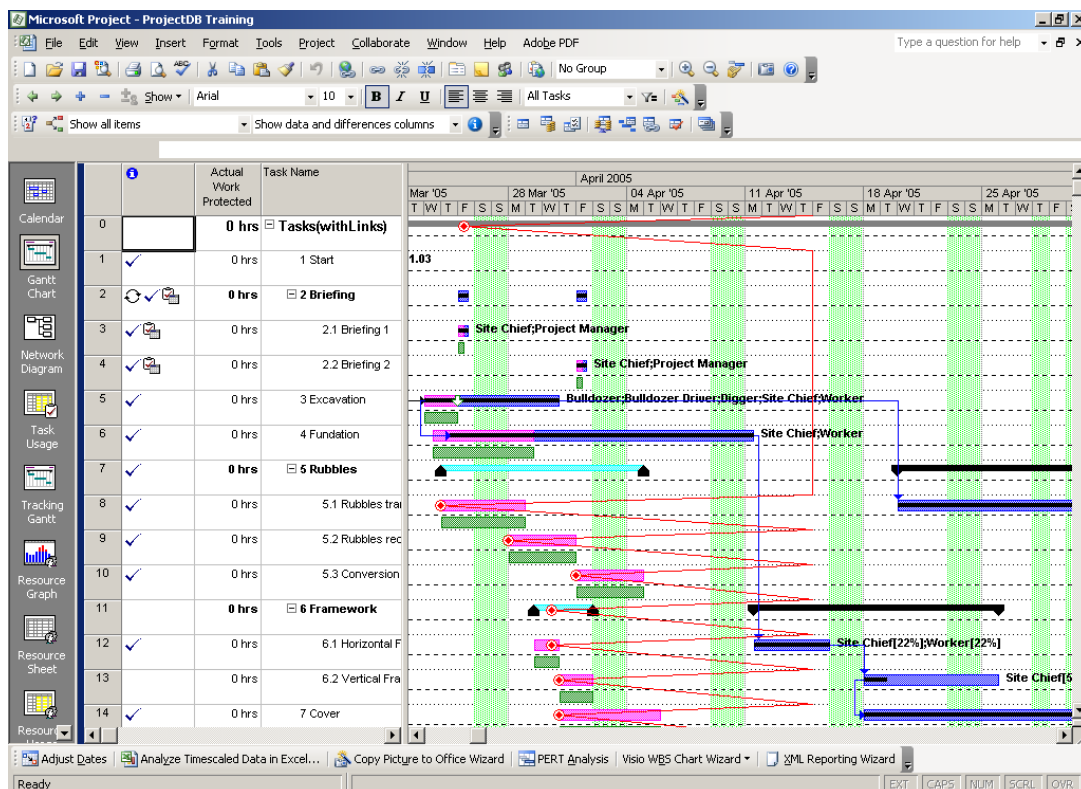 Microsoft Project - ProjectDB Training
File Edit View Insert Format Tools Project Collaborate Window Help Adobe PDF Type a question for help
No Group
Show Arial 10 B I U All Tasks
Show all items Show data and differences columns
Calendar
Gantt Chart
Network Diagram
Task Usage
Tracking Gantt
Resource Graph
Resource Sheet
Actual Work Protected Task Name
April 2005
Mar '05 28 Mar '05 04 Apr '05 11 Apr '05 18 Apr '05 25 Apr '05
T W T F S S M T W T F S S M T W T F S S M T W T F S S M T W T F S S M T W T F
0 0 hrs Tasks(withLinks)
1 0 hrs 1 Start 1.03
2 0 hrs 2 Briefing
3 0 hrs 2.1 Briefing 1 Site Chief;Project Manager
4 0 hrs 2.2 Briefing 2 Site Chief;Project Manager
5 0 hrs 3 Excavation Bulldozer;Bulldozer Driver;Digger;Site Chief;Worker
6 0 hrs 4 Fundation Site Chief;Worker
7 0 hrs 5 Rubbles
8 0 hrs 5.1 Rubbles tra
9 0 hrs 5.2 Rubbles rec
10 0 hrs 5.3 Conversion
11 0 hrs 6 Framework
12 0 hrs 6.1 Horizontal F Site Chief[22%];Worker[22%]
13 0 hrs 6.2 Vertical Fra Site Chief[5
14 0 hrs 7 Cover
Adjust Dates Analyze Timescaled Data in Excel... Copy Picture to Office Wizard PERT Analysis Visio WBS Chart Wizard XML Reporting Wizard
Ready EXT CAPS NUM SCRL OVR